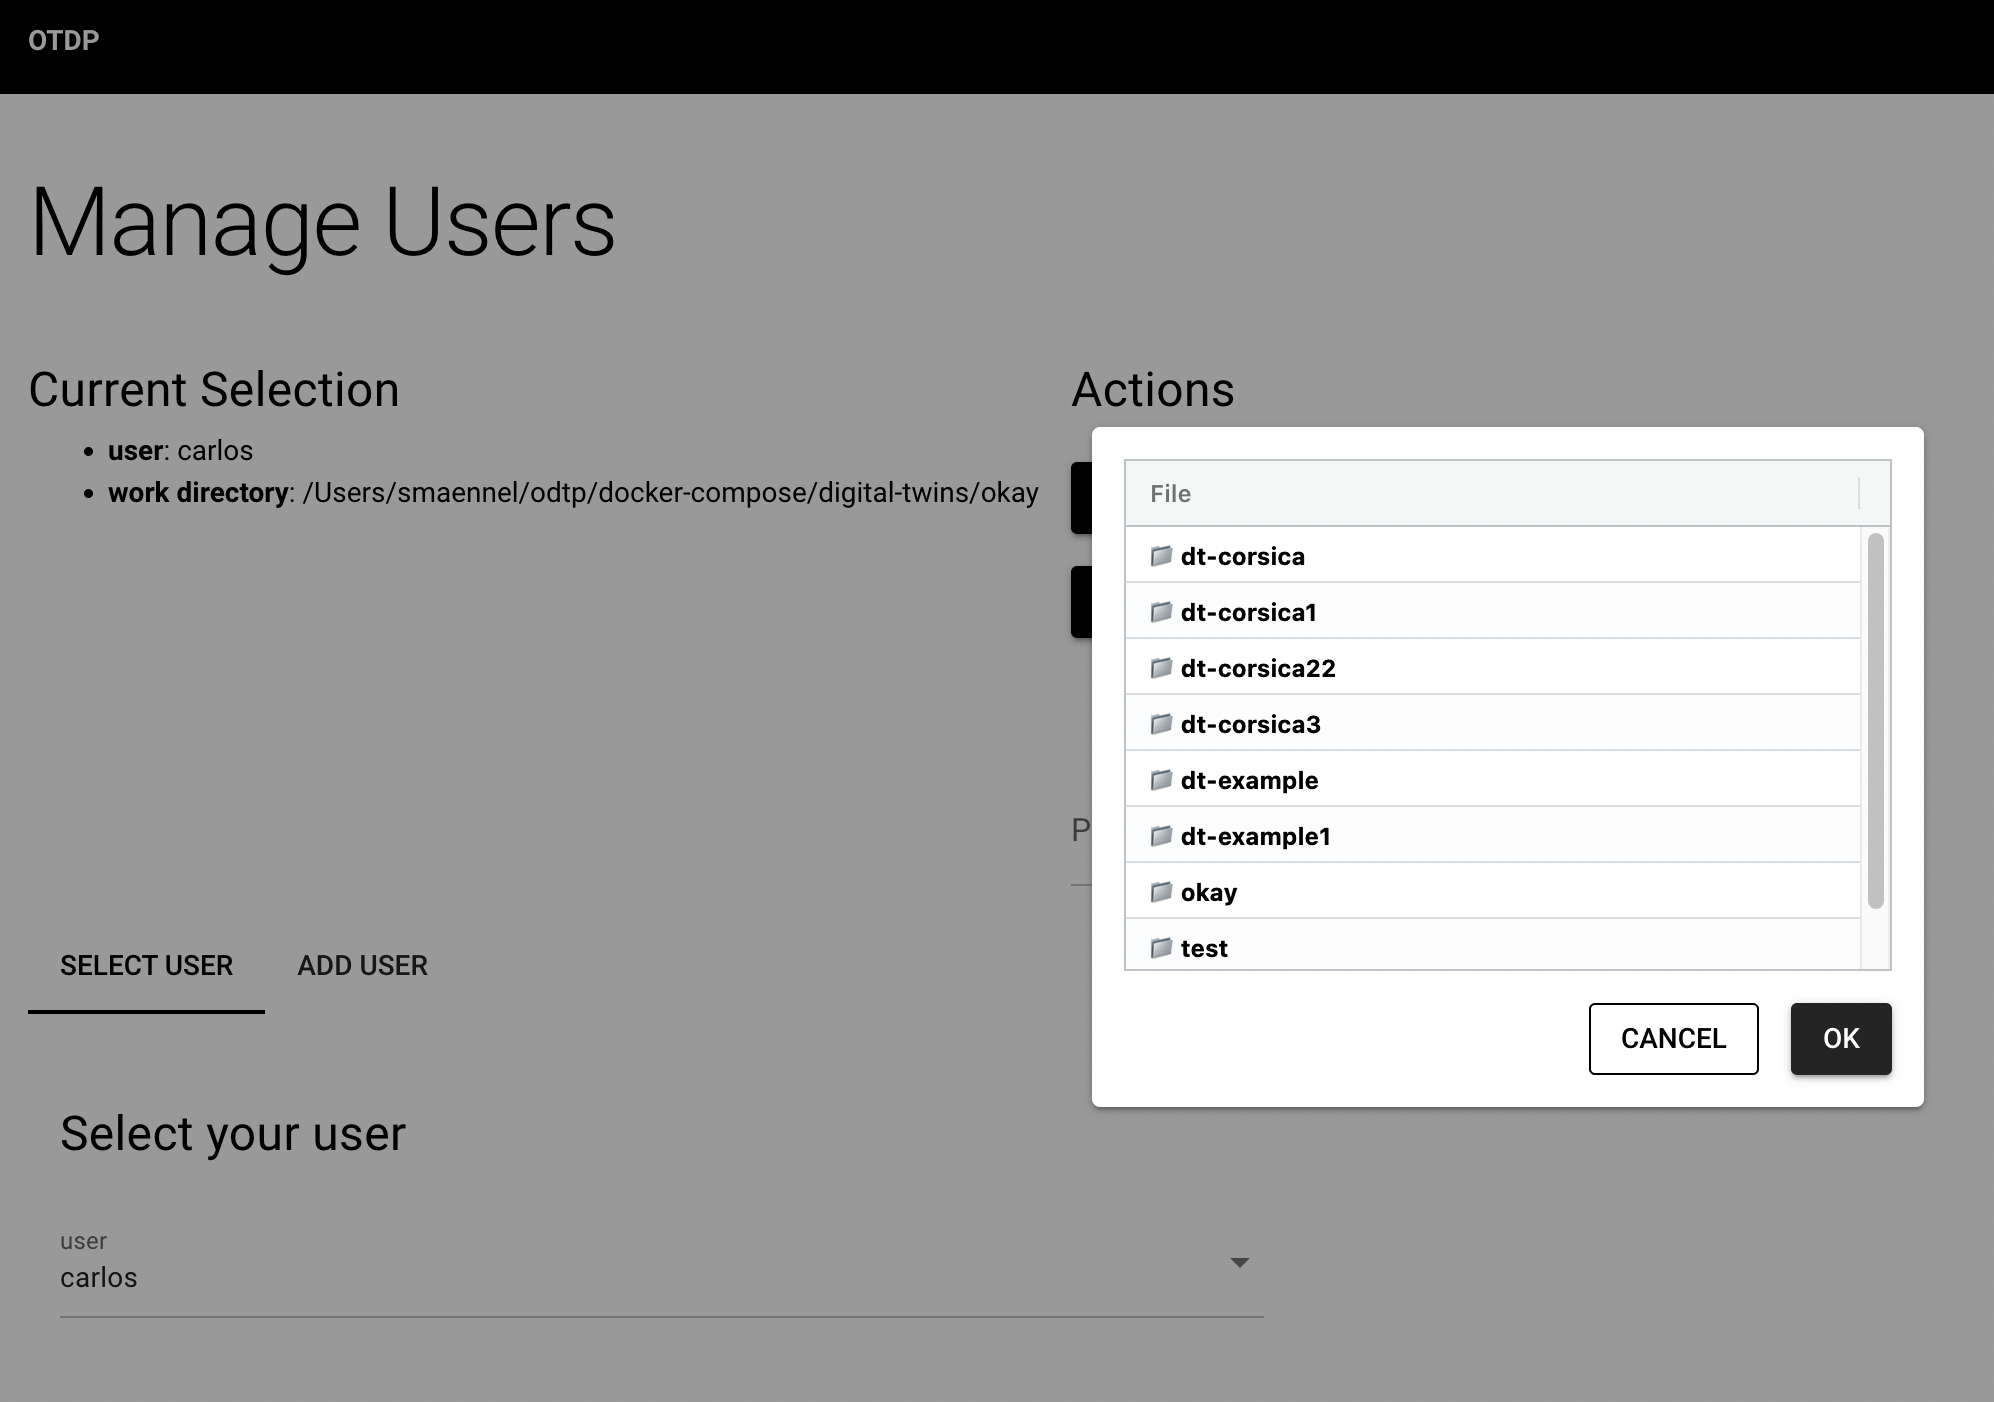 OTDP
Manage Users
Current Selection
• user: carlos
• work directory: /Users/smaennel/odtp/docker-compose/digital-twins/okay
Actions
P
File
dt-corsica
dt-corsica1
dt-corsica22
dt-corsica3
dt-example
dt-example1
okay
test
CANCEL
OK
SELECT USER
ADD USER
Select your user
user
carlos